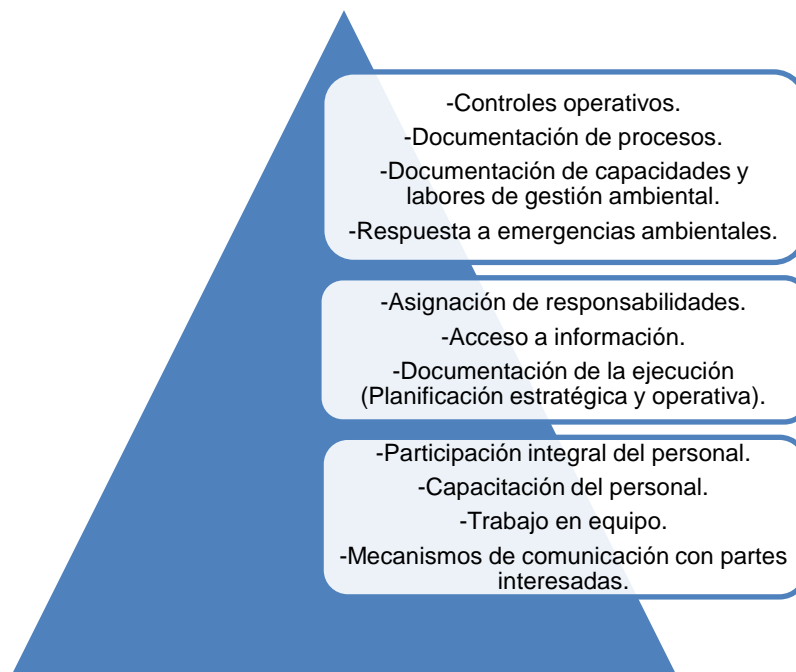 -Controles operativos.
-Documentación de procesos.
-Documentación de capacidades y
labores de gestión ambiental.
-Respuesta a emergencias ambientales.
-Asignación de responsabilidades.
-Acceso a información.
-Documentación de la ejecución
(Planificación estratégica y operativa).
-Participación integral del personal.
-Capacitación del personal.
-Trabajo en equipo.
-Mecanismos de comunicación con partes
interesadas.